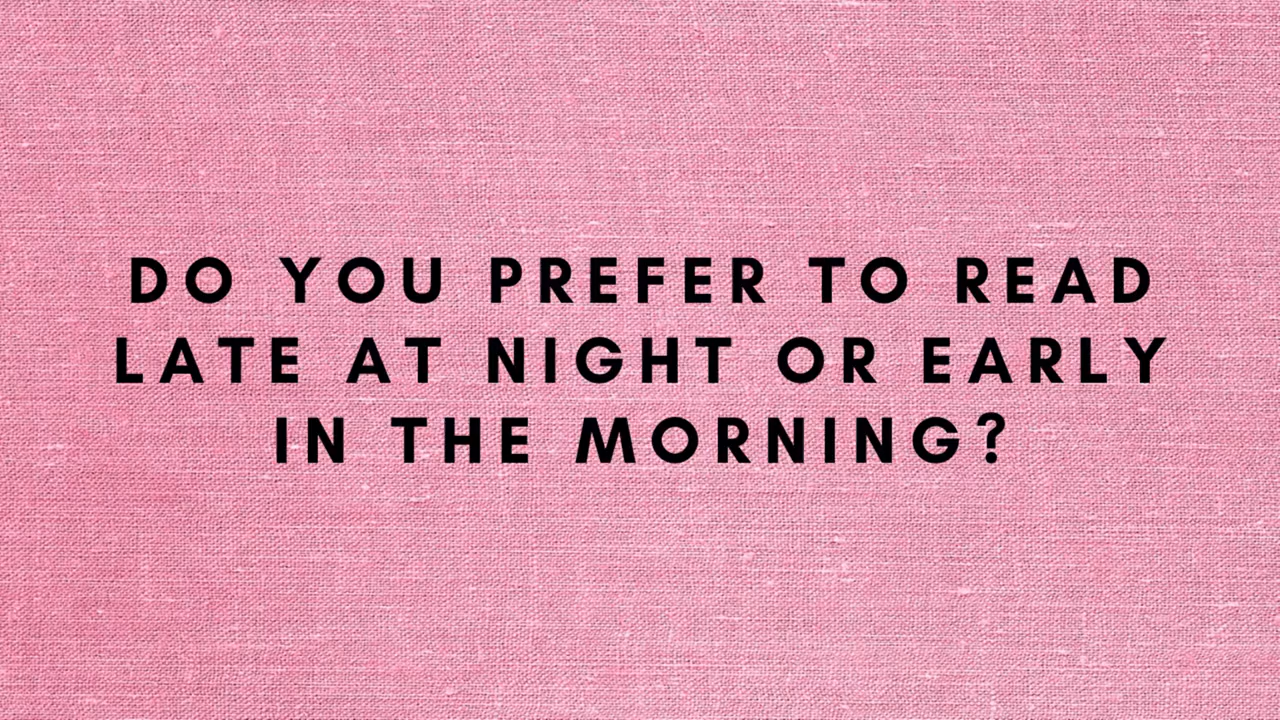 DO YOU PREFER TO READ
LATE AT NIGHT OR EARLY
IN THE MORNING?